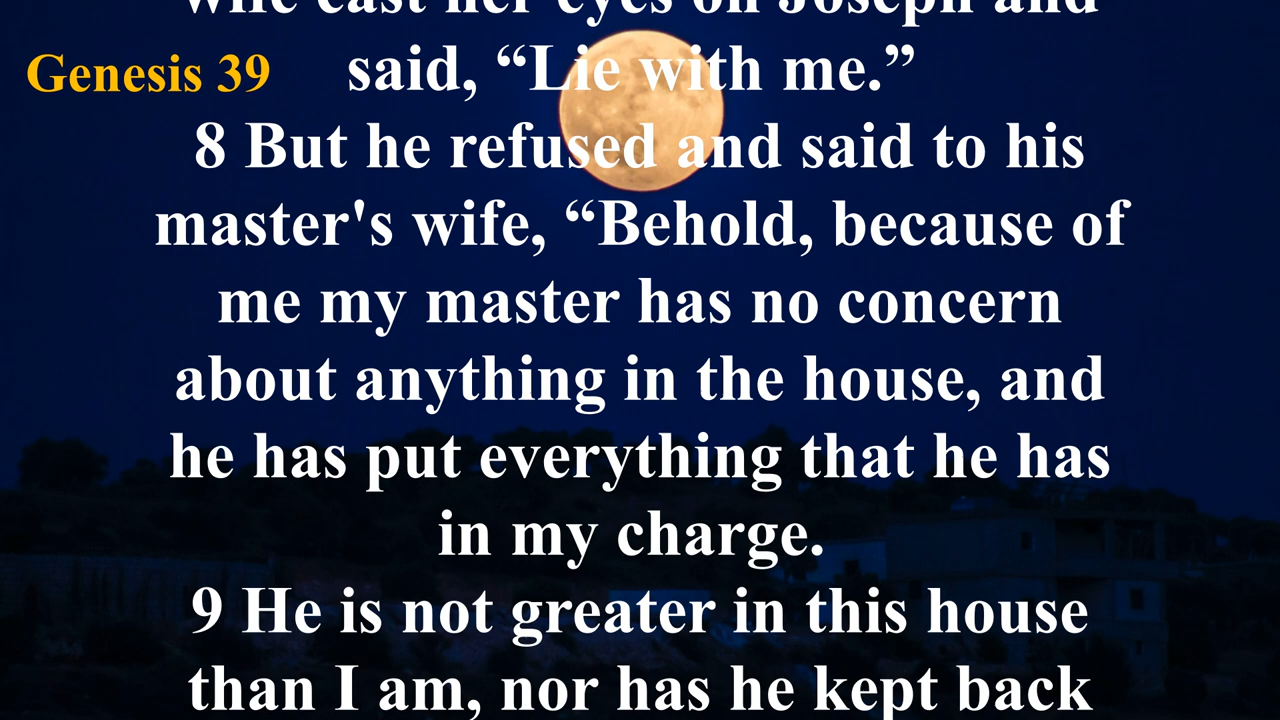 wife cast her eyes on Joseph and
Genesis 39
said, “Lie with me.”
8 But he refused and said to his
master's wife, “Behold, because of
me my master has no concern
about anything in the house, and
he has put everything that he has
in my charge.
9 He is not greater in this house
than I am, nor has he kept back